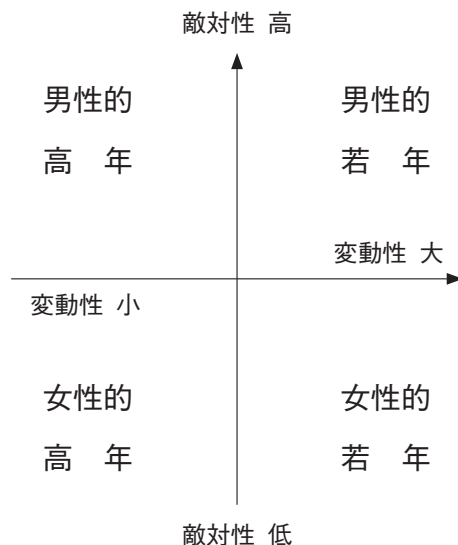 敵対性 高
男性的 男性的
高 年 若 年
変動性 大
変動性 小
女性的 女性的
高 年 若 年
敵対性 低